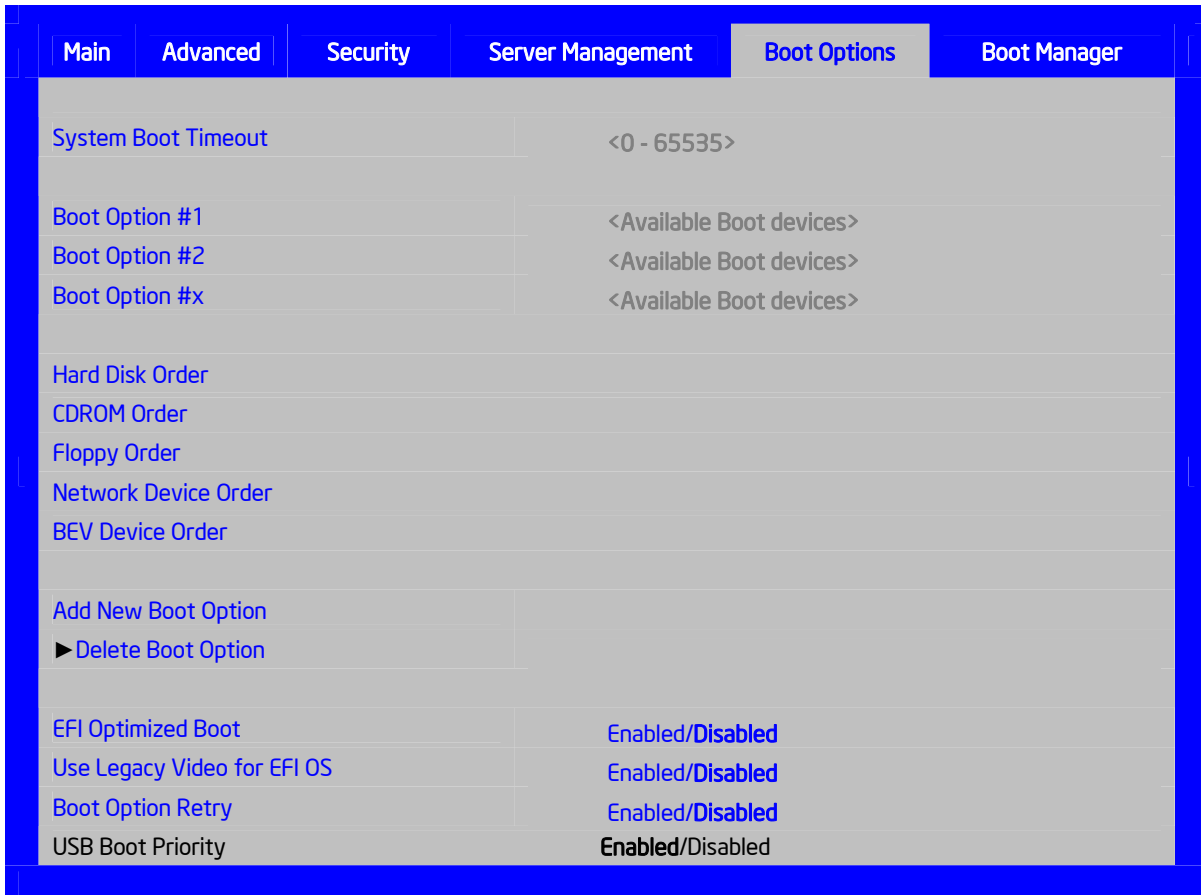 Main Advanced Security Server Management Boot Options Boot Manager
System Boot Timeout <0 - 65535>
Boot Option #1 <Available Boot devices>
Boot Option #2 <Available Boot devices>
Boot Option #x <Available Boot devices>
Hard Disk Order
CDROM Order
Floppy Order
Network Device Order
BEV Device Order
Add New Boot Option
►Delete Boot Option
EFI Optimized Boot Enabled/Disabled
Use Legacy Video for EFI OS Enabled/Disabled
Boot Option Retry Enabled/Disabled
USB Boot Priority Enabled/Disabled